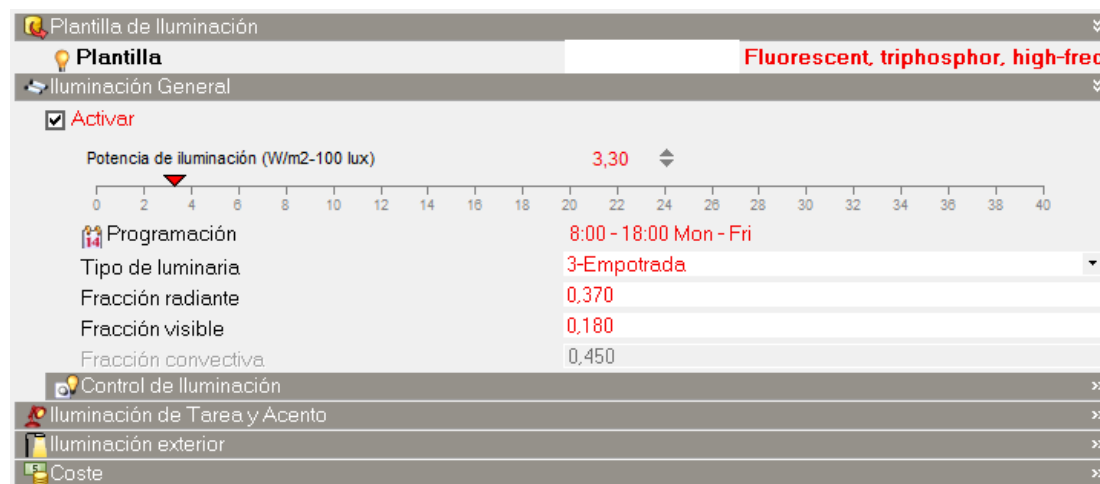 Plantilla de Iluminación
Plantilla Fluorescent, triphosphor, high-freq
Iluminación General
Activar
Potencia de iluminación (W/m2-100 lux) 3,30
0 2 4 6 8 10 12 14 16 18 20 22 24 26 28 30 32 34 36 38 40
14 Programación 8:00 - 18:00 Mon - Fri
Tipo de luminaria 3-Empotrada
Fracción radiante 0,370
Fracción visible 0,180
Fracción convectiva 0,450
Control de Iluminación
Iluminación de Tarea y Acento
Iluminación exterior
Coste